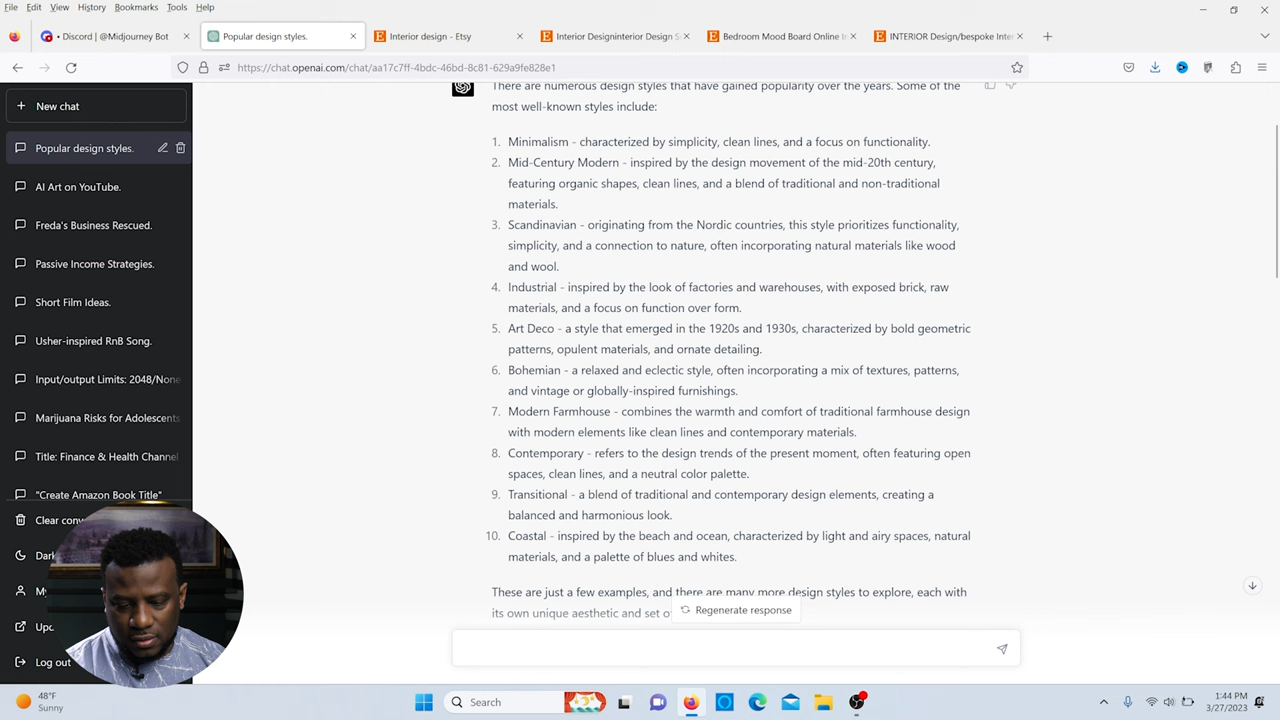 File Edit View History Bookmarks Tools Help
• Discord | @Midjourney Bot
Popular design styles.
Interior design - Etsy
Interior Designinterior Design S
Bedroom Mood Board Online I
INTERIOR Design/bespoke Inte
https://chat.openai.com/chat/aa17c7ff-4bdc-46bd-8c81-629a9fe828e1
New chat
Popular design styles.
AI Art on YouTube.
Freda's Business Rescued.
Passive Income Strategies.
Short Film Ideas.
Usher-inspired RnB Song.
Input/output Limits: 2048/None
Marijuana Risks for Adolescents
Title: Finance & Health Channel
"Create Amazon Book Title"
Clear conv
Dark
My
Upg
Log out
There are numerous design styles that have gained popularity over the years. Some of the
most well-known styles include:
1. Minimalism - characterized by simplicity, clean lines, and a focus on functionality.
2. Mid-Century Modern - inspired by the design movement of the mid-20th century,
featuring organic shapes, clean lines, and a blend of traditional and non-traditional
materials.
3. Scandinavian - originating from the Nordic countries, this style prioritizes functionality,
simplicity, and a connection to nature, often incorporating natural materials like wood
and wool.
4. Industrial - inspired by the look of factories and warehouses, with exposed brick, raw
materials, and a focus on function over form.
5. Art Deco - a style that emerged in the 1920s and 1930s, characterized by bold geometric
patterns, opulent materials, and ornate detailing.
6. Bohemian - a relaxed and eclectic style, often incorporating a mix of textures, patterns,
and vintage or globally-inspired furnishings.
7. Modern Farmhouse - combines the warmth and comfort of traditional farmhouse design
with modern elements like clean lines and contemporary materials.
8. Contemporary - refers to the design trends of the present moment, often featuring open
spaces, clean lines, and a neutral color palette.
9. Transitional - a blend of traditional and contemporary design elements, creating a
balanced and harmonious look.
10. Coastal - inspired by the beach and ocean, characterized by light and airy spaces, natural
materials, and a palette of blues and whites.
These are just a few examples, and there are many more design styles to explore, each with
its own unique aesthetic and set o
Regenerate response
48°F
Sunny
Search
1:44 PM
3/27/2023